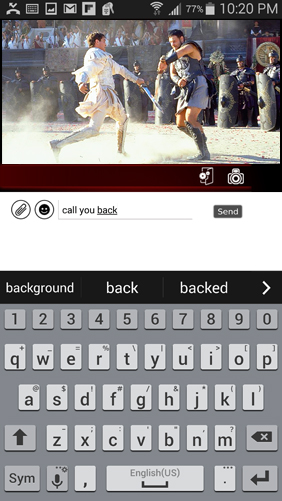 77% 10:20 PM
call you back
Send
background back backed
1 2 3 4 5 6 7 8 9 0
q w e r t y u i o p
a s d f g h j k l
z x c v b n m
Sym , English(US) .